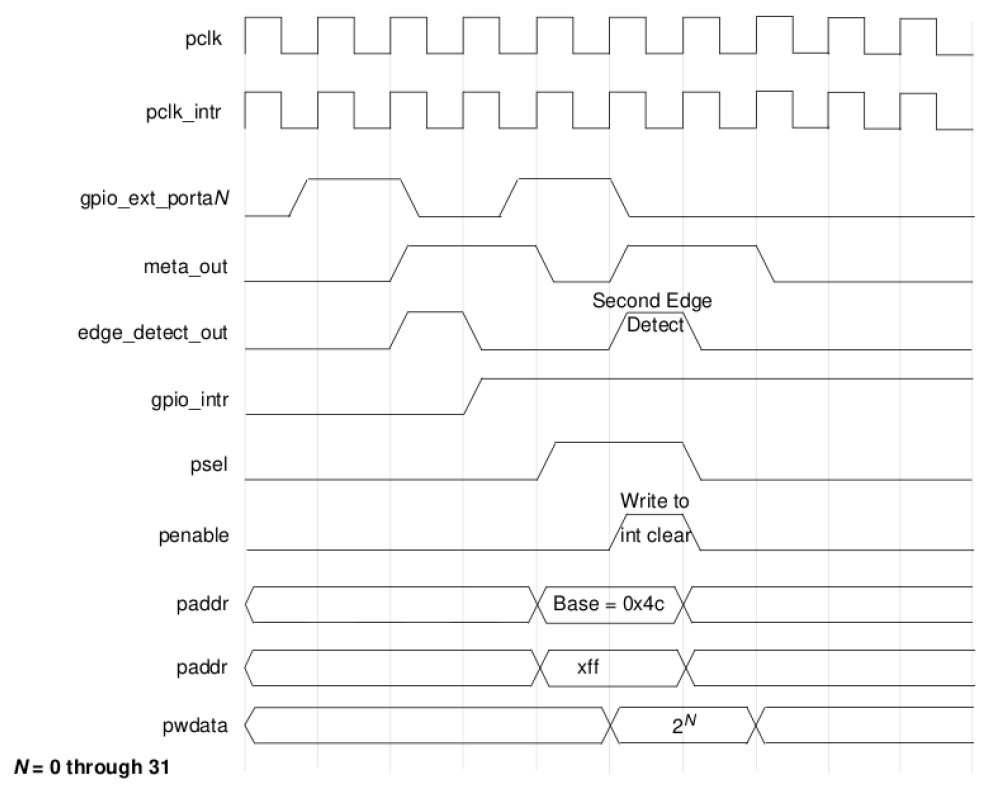 pclk
pclk_intr
gpio_ext_portaN
meta_out
Second Edge
Detect
edge_detect_out
gpio_intr
psel
Write to
int clear
penable
paddr
Base = 0x4c
paddr
xff
pwdata
2^N
N = 0 through 31